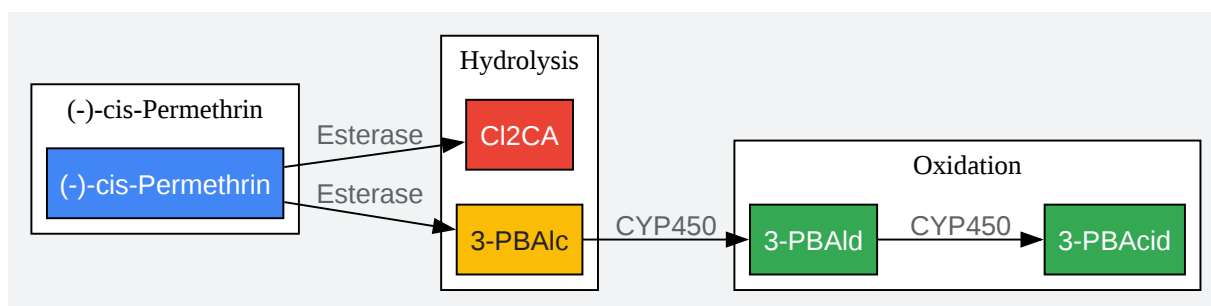 (-)-cis-Permethrin
(-)-cis-Permethrin
Esterase
Esterase
Hydrolysis
Cl2CA
3-PBAlc
CYP450
Oxidation
3-PBAld
CYP450
3-PBAcid